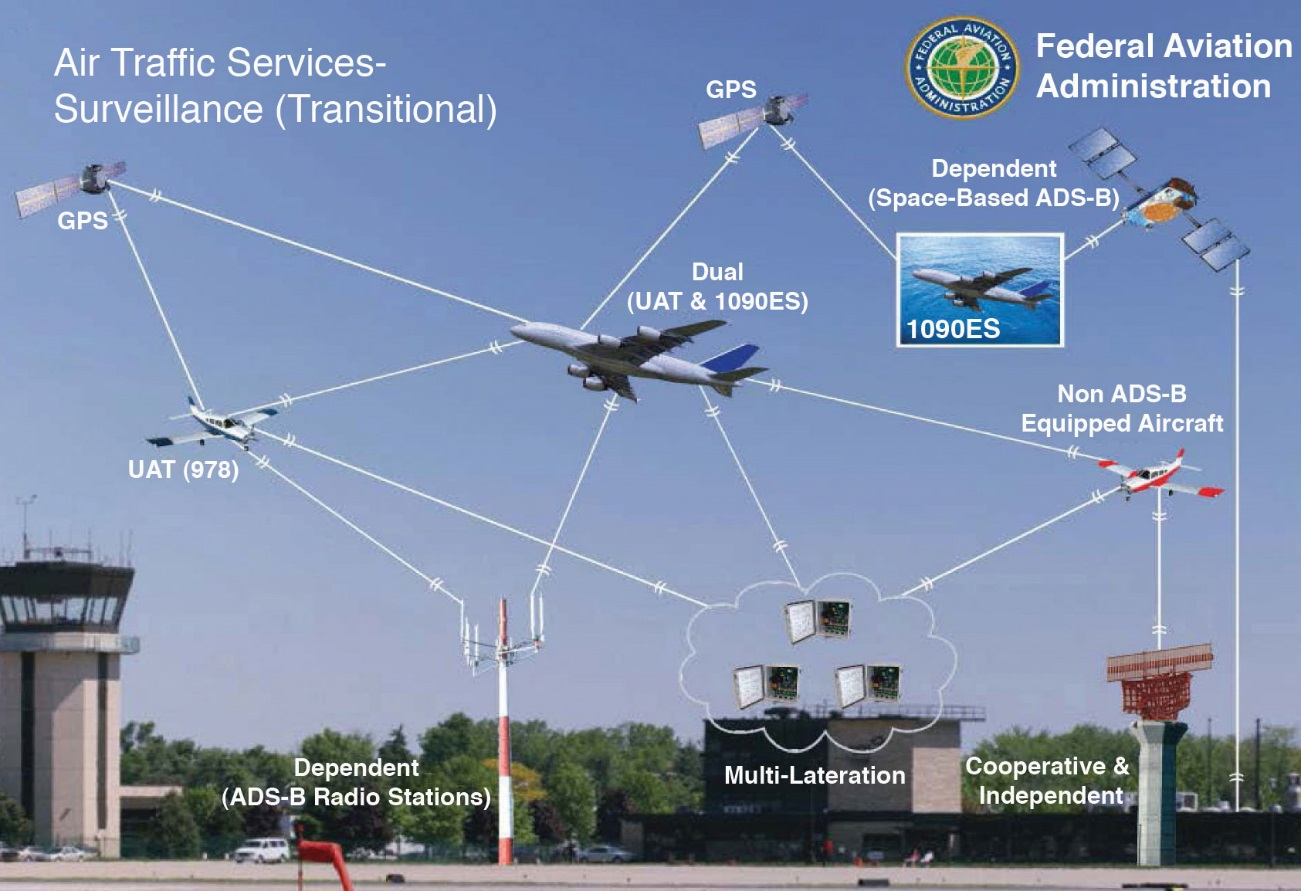 Air Traffic Services-
Surveillance (Transitional)
FEDERAL AVIATION
ADMINISTRATION
Federal Aviation
Administration
GPS
GPS
Dependent
(Space-Based ADS-B)
1090ES
Dual
(UAT & 1090ES)
Non ADS-B
Equipped Aircraft
UAT (978)
Dependent
(ADS-B Radio Stations)
Multi-Lateration
Cooperative &
Independent